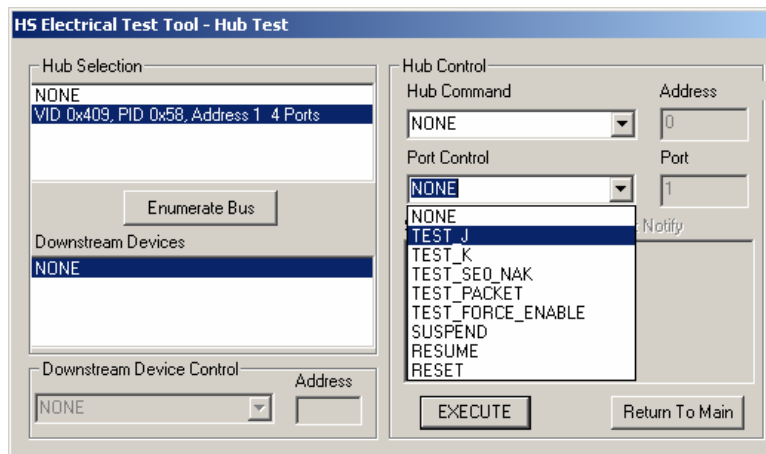 HS Electrical Test Tool - Hub Test
Hub Selection
NONE
VID 0x409, PID 0x58, Address 1 4 Ports
Enumerate Bus
Downstream Devices
NONE
Downstream Device Control
Address
NONE
Hub Control
Hub Command
Address
NONE
0
Port Control
Port
NONE
1
NONE
TEST_J
TEST_K
TEST_SE0_NAK
TEST_PACKET
TEST_FORCE_ENABLE
SUSPEND
RESUME
RESET
Notify
EXECUTE
Return To Main